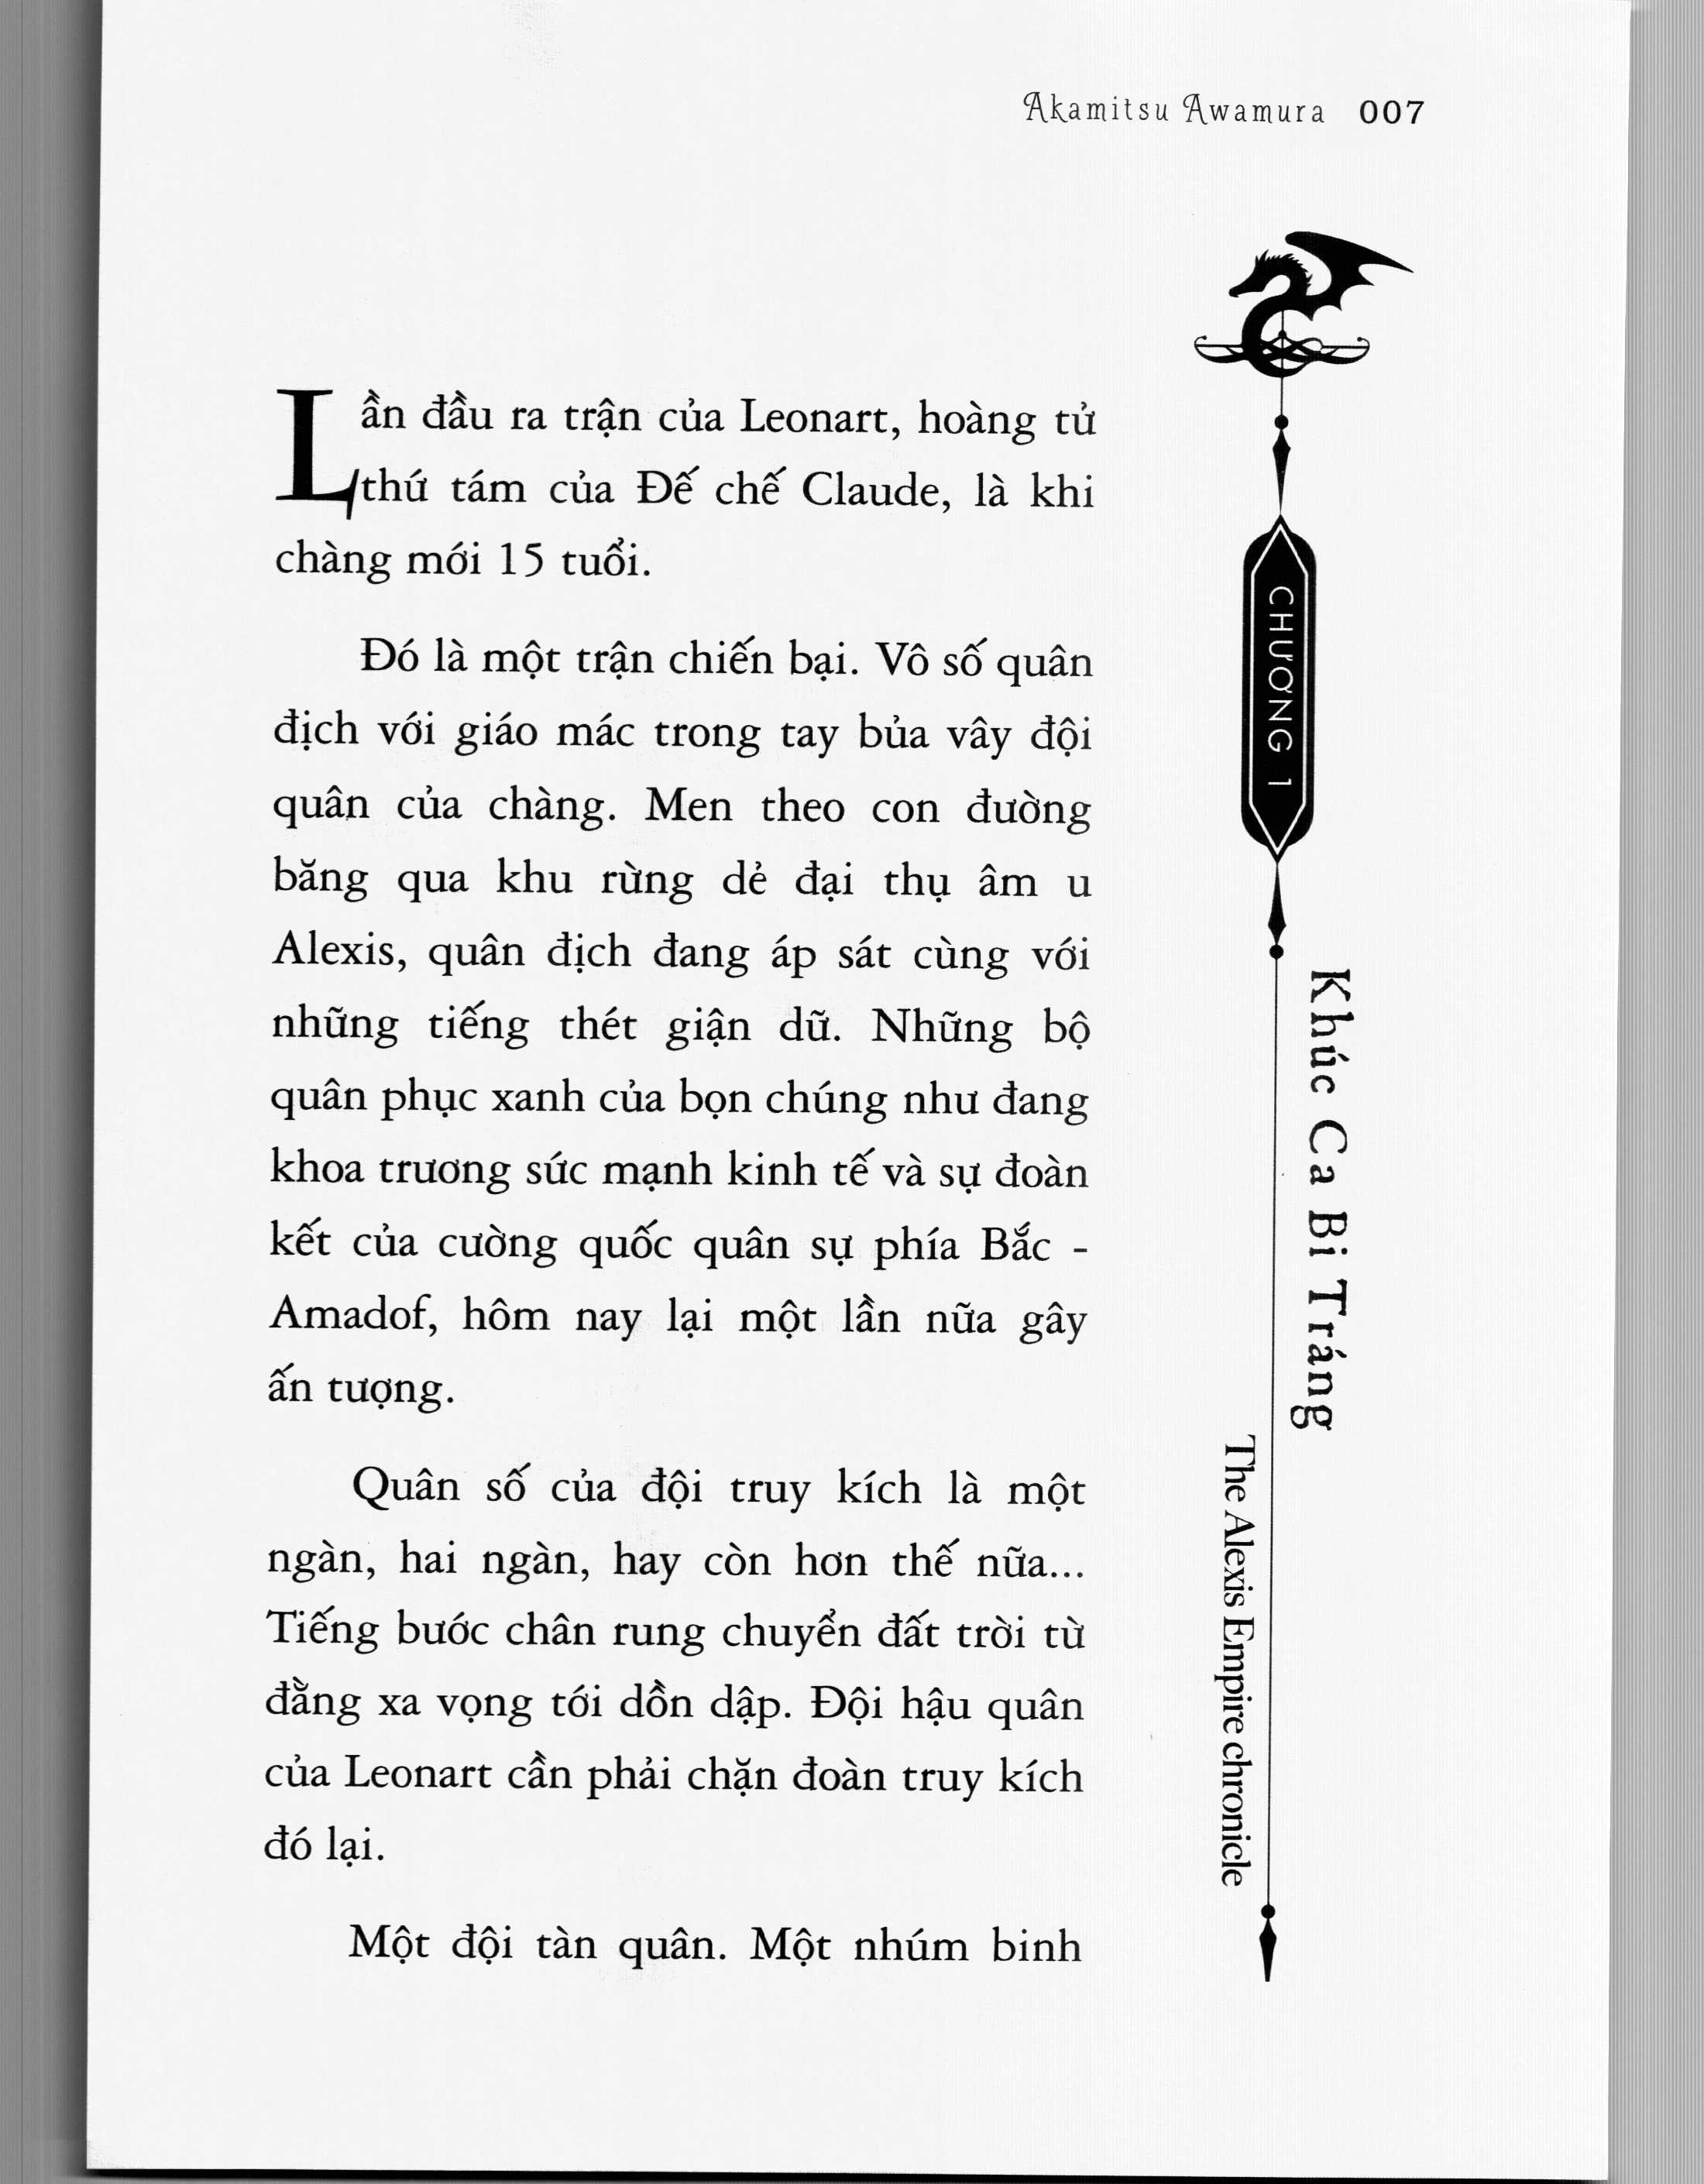 Akamitsu Awamura 007
CHƯƠNG 1
Khúc Ca Bi Tráng
The Alexis Empire chronicle
Lần đầu ra trận của Leonart, hoàng tử
thứ tám của Đế chế Claude, là khi
chàng mới 15 tuổi.
Đó là một trận chiến bại. Vô số quân
địch với giáo mác trong tay bủa vây đội
quân của chàng. Men theo con đường
băng qua khu rừng dẻ đại thụ âm u
Alexis, quân địch đang áp sát cùng với
những tiếng thét giận dữ. Những bộ
quân phục xanh của bọn chúng như đang
khoa trương sức mạnh kinh tế và sự đoàn
kết của cường quốc quân sự phía Bắc -
Amadof, hôm nay lại một lần nữa gây
ấn tượng.
Quân số của đội truy kích là một
ngàn, hai ngàn, hay còn hơn thế nữa...
Tiếng bước chân rung chuyển đất trời từ
đằng xa vọng tới dồn dập. Đội hậu quân
của Leonart cần phải chặn đoàn truy kích
đó lại.
Một đội tàn quân. Một nhúm binh